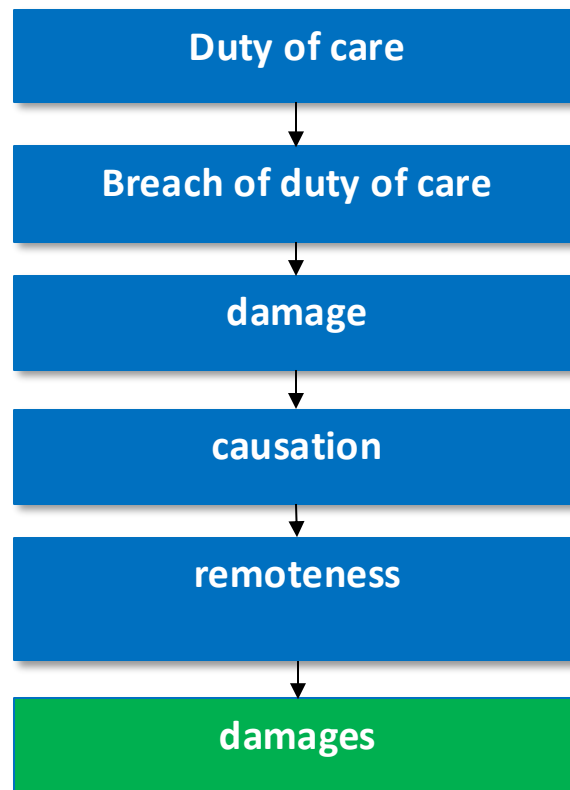 Duty of care
Breach of duty of care
damage
causation
remoteness
damages